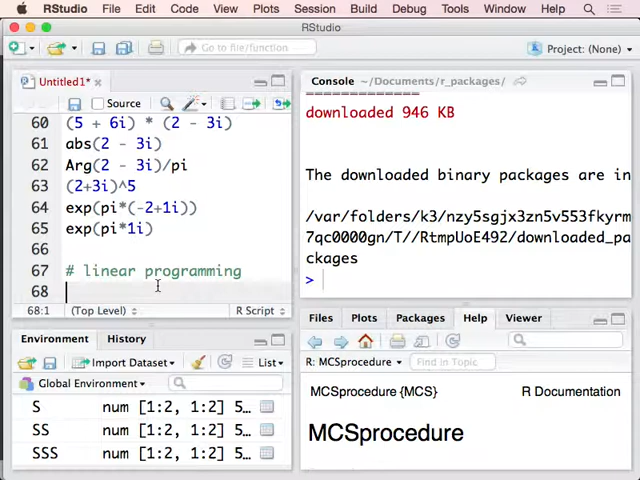 RStudio File Edit Code View Plots Session Build Debug Tools Window Help
RStudio
Go to file/function Project: (None)
Untitled1*
Source
60 (5 + 6i) * (2 - 3i)
61 abs(2 - 3i)
62 Arg(2 - 3i)/pi
63 (2+3i)^5
64 exp(pi*(-2+1i))
65 exp(pi*1i)
66
67 # linear programming
68
68:1 (Top Level) R Script
Console ~/Documents/r_packages/
downloaded 946 KB
The downloaded binary packages are in
/var/folders/k3/nzy5sgjx3zn5v553fkyrm
7qc0000gn/T//RtmpUoE492/downloaded_pa
ckages
>
Environment History
Import Dataset List
Global Environment
S num [1:2, 1:2] 5…
SS num [1:2, 1:2] 5…
SSS num [1:2, 1:2] 5…
Files Plots Packages Help Viewer
R: MCSprocedure Find in Topic
MCSprocedure {MCS} R Documentation
MCSprocedure